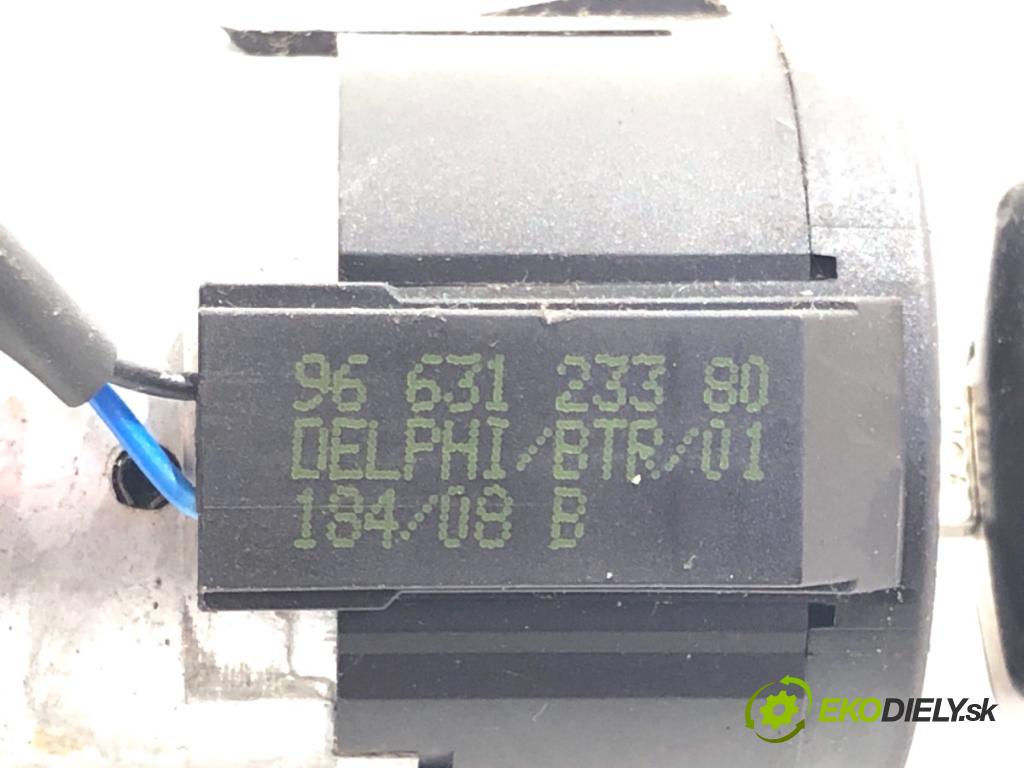 96 631 233 80
DELPHI/BTR/01
184/08 B
EKODIELY.sk